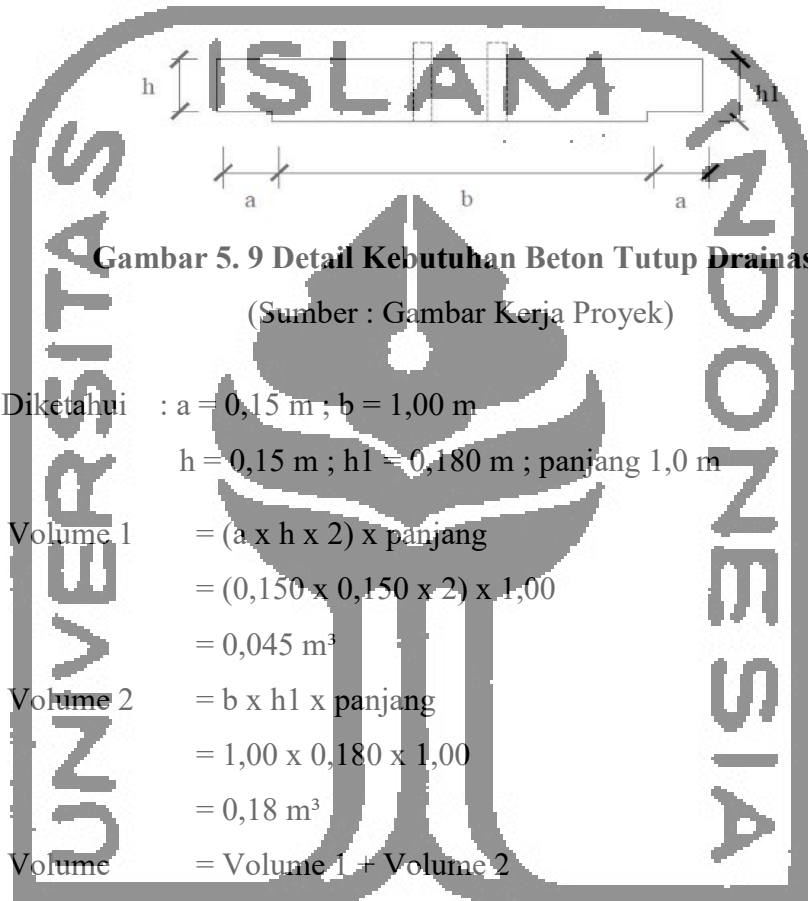 UNIVERSITAS ISLAM INDONESIA
h h1
a b a
Gambar 5. 9 Detail Kebutuhan Beton Tutup Drainas
(Sumber : Gambar Kerja Proyek)
Diketahui : a = 0,15 m ; b = 1,00 m
h = 0,15 m ; h1 = 0,180 m ; panjang 1,0 m
Volume 1 = (a x h x 2) x panjang
= (0,150 x 0,150 x 2) x 1,00
= 0,045 m³
Volume 2 = b x h1 x panjang
= 1,00 x 0,180 x 1,00
= 0,18 m³
Volume = Volume 1 + Volume 2